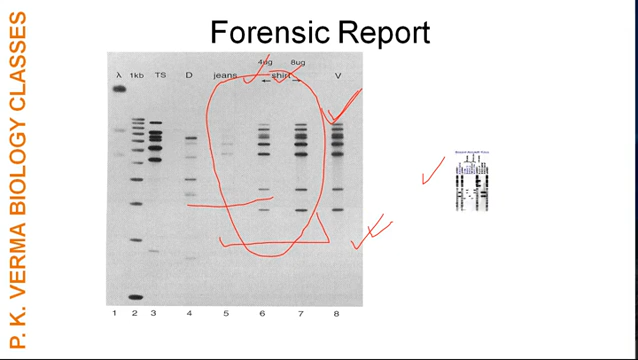 Forensic Report
P. K. VERMA BIOLOGY CLASSES
4ug 8ug
λ 1kb TS D jeans shirt V
1 2 3 4 5 6 7 8